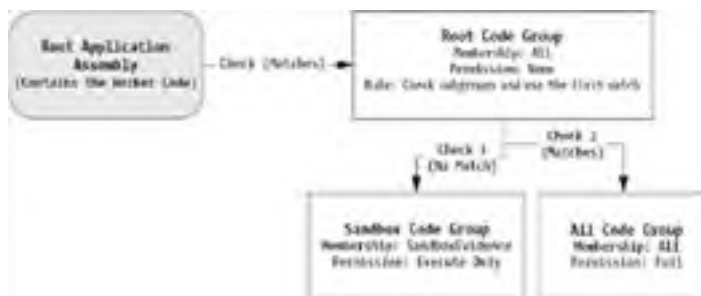 Root Application
Assembly
(Contains the Worker Code)
Check (Matches)
Root Code Group
Membership: All
Permissions: None
Rule: Check subgroups and use the first match
Check 1
(No Match)
Check 2
(Matches)
Sandbox Code Group
Membership: SandboxEvidence
Permission: Execute Only
All Code Group
Membership: ALL
Permission: Full